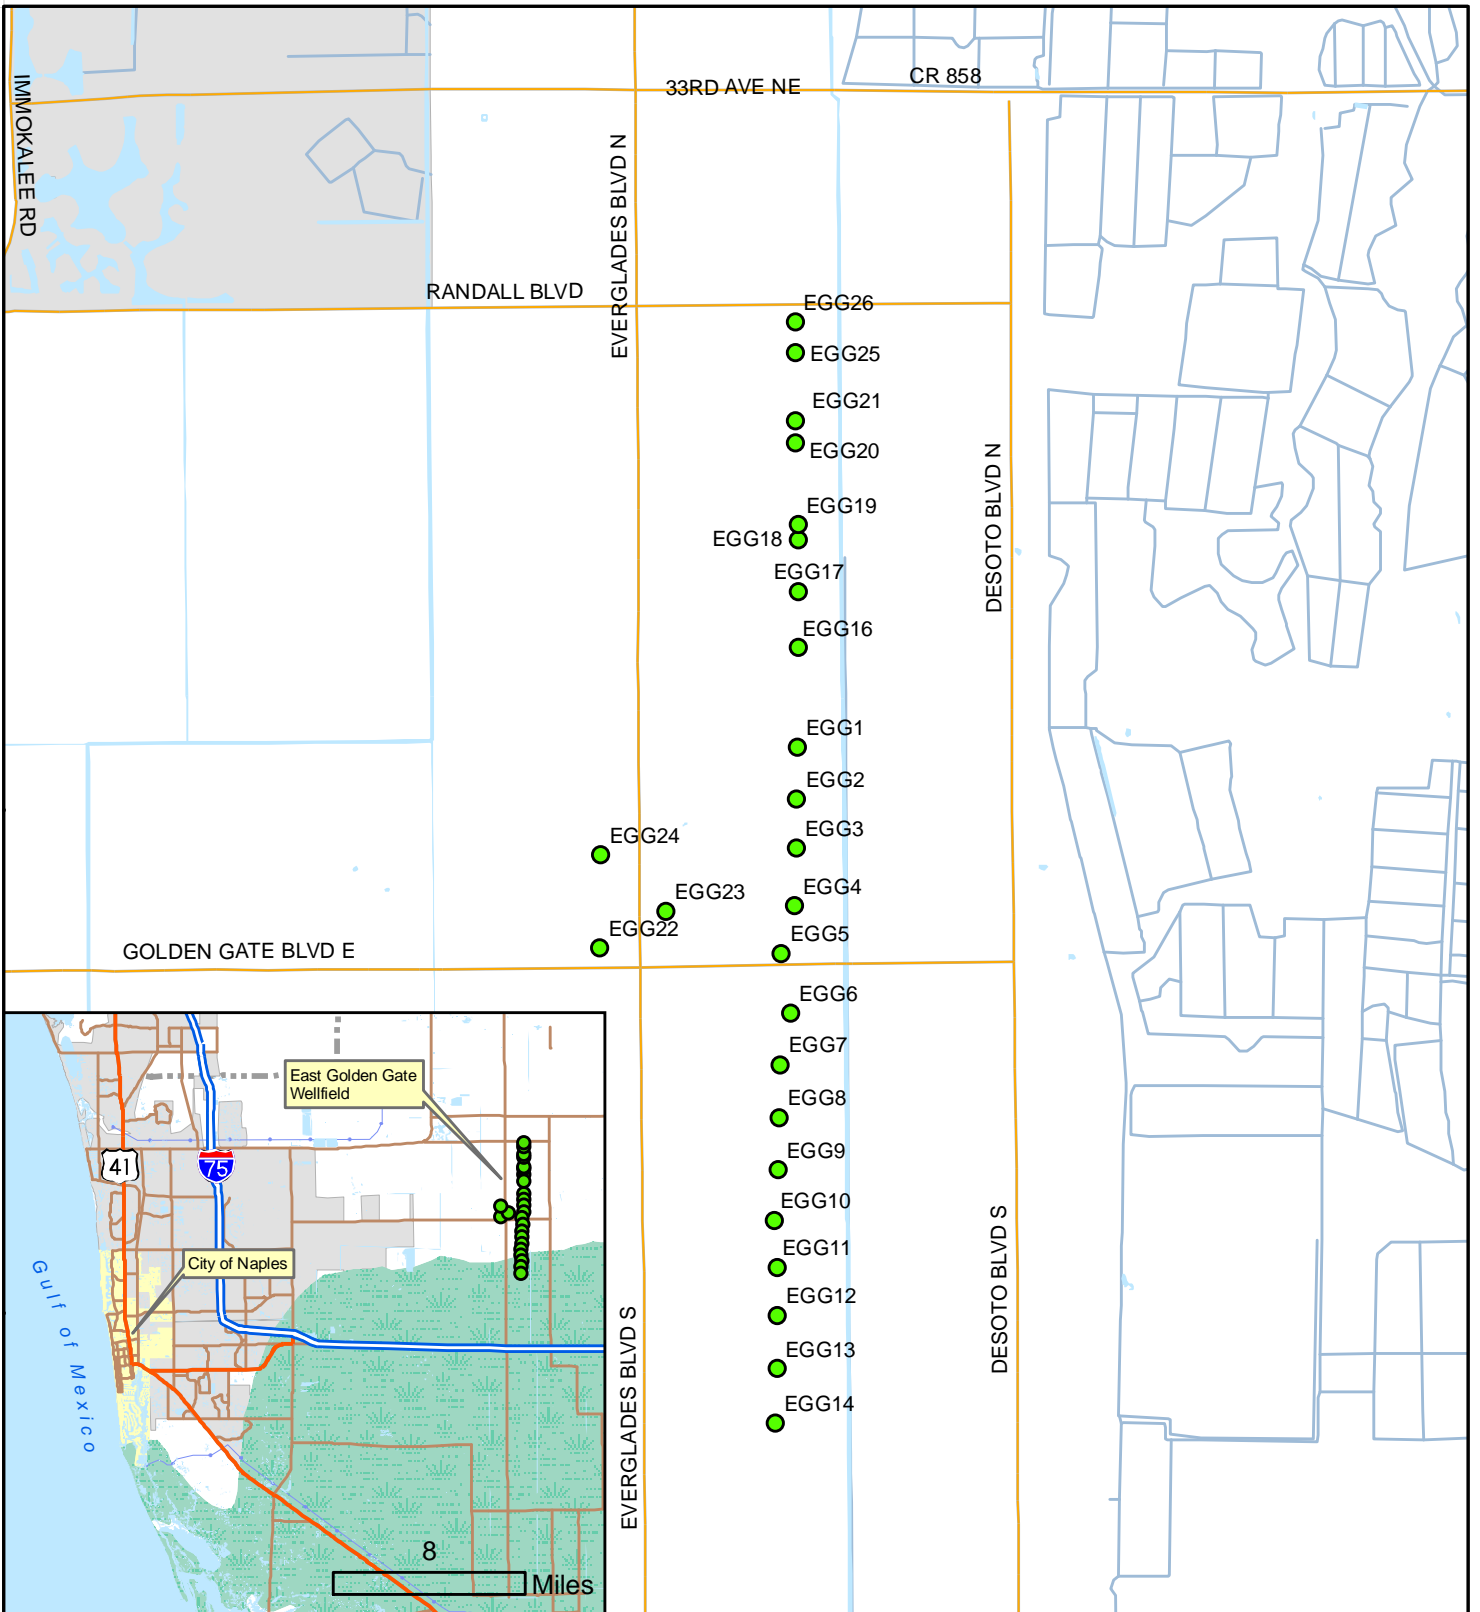 CR 858
33RD AVE NE
IMMOKALEE RD
EVERGLADES BLVD N
RANDALL BLVD
EGG26
EGG25
EGG21
EGG20
EGG19
EGG18
EGG17
EGG16
DESOTO BLVD N
EGG1
EGG2
EGG3
EGG24
EGG4
EGG23
EGG22
EGG5
GOLDEN GATE BLVD E
EGG6
EGG7
EGG8
EGG9
EGG10
EGG11
EGG12
EGG13
EGG14
DESOTO BLVD S
EVERGLADES BLVD S
East Golden Gate
Wellfield
41
75
City of Naples
Gulf of Mexico
8
Miles